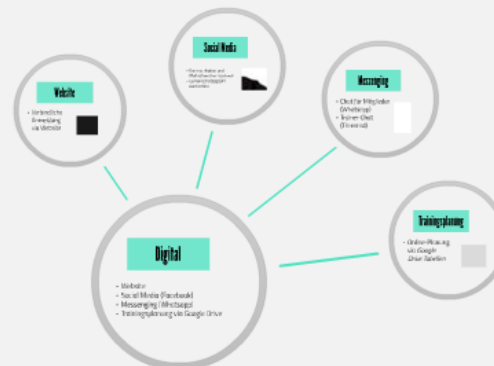 Website
• Verbindliche
Anmeldung
via Website
Social Media
Messenging
• Chat für Mitglieder
(WhatsApp)
• Trainer-Chat
(Threema)
Trainingsplanung
• Online-Planung
via Google
Drive Tabellen
Digital
• Website
• Social Media (Facebook)
• Messenging (Whatsapp)
• Trainingsplanung via Google Drive